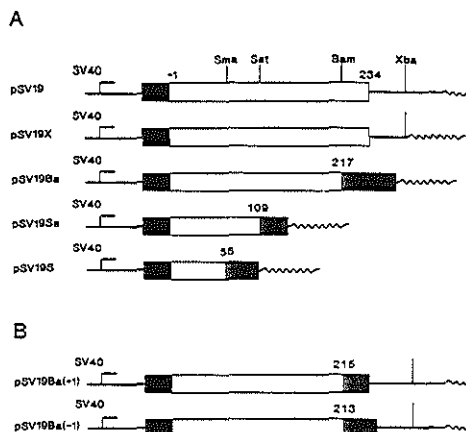 A
Sma Sst Bam Xba
SV40 -1 234
pSV19
SV40
pSV19X
SV40 217
pSV19Ba
SV40 109
pSV19Ss
SV40 55
pSV19S
B
SV40 215
pSV19Ba(+1)
SV40 213
pSV19Ba(-1)